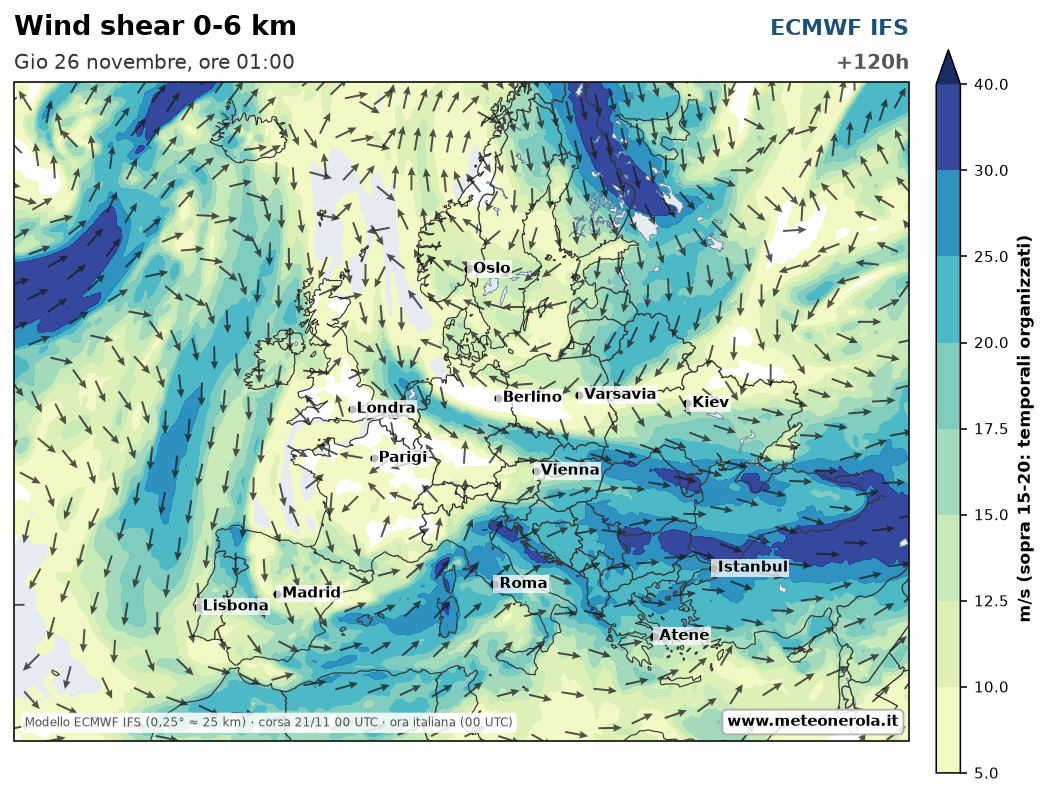 Wind shear 0-6 km
ECMWF IFS
Gio 26 novembre, ore 01:00
+120h
40.0
30.0
25.0
20.0
17.5
15.0
12.5
10.0
5.0
m/s (sopra 15-20: temporali organizzati)
Oslo
Berlino
Varsavia
Kiev
Londra
Parigi
Vienna
Istanbul
Roma
Madrid
Lisbona
Atene
Modello ECMWF IFS (0,25° ≈ 25 km) · corsa 21/11 00 UTC · ora italiana (00 UTC)
www.meteonerola.it